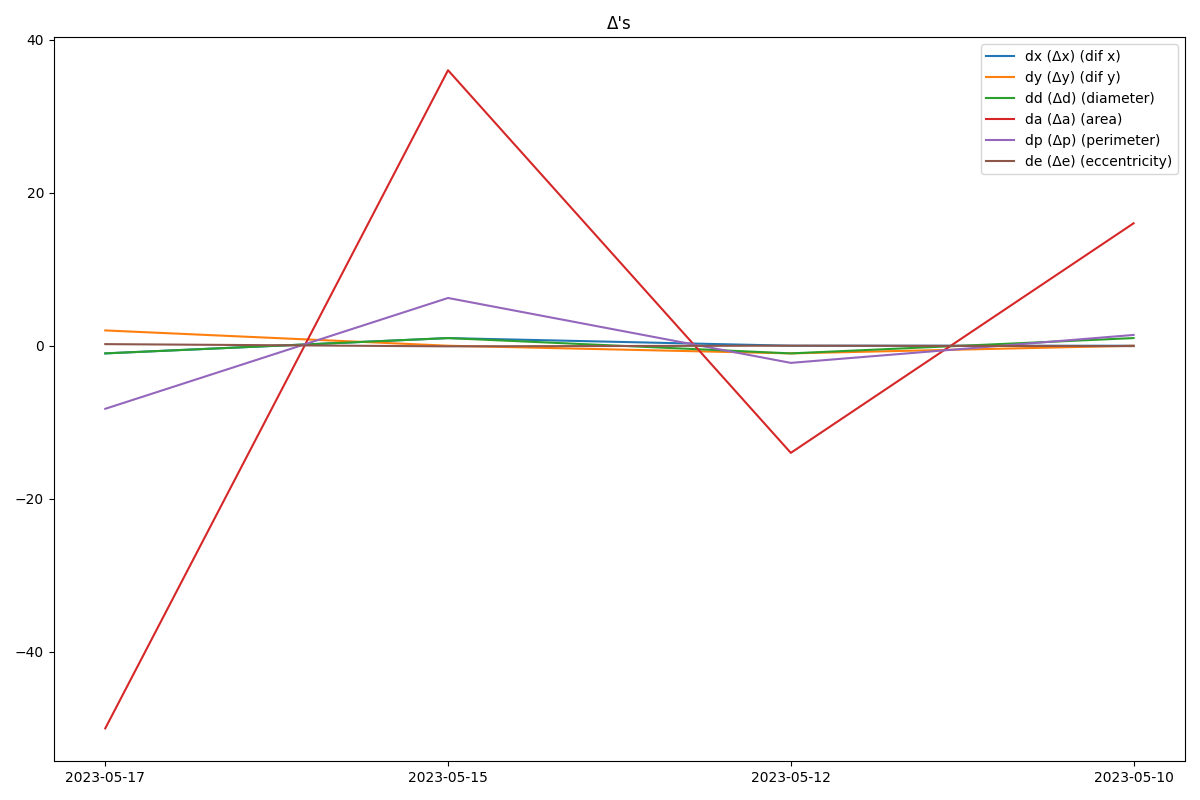 Δ's
40
20
0
−20
−40
dx (Δx) (dif x)
dy (Δy) (dif y)
dd (Δd) (diameter)
da (Δa) (area)
dp (Δp) (perimeter)
de (Δe) (eccentricity)
2023-05-17
2023-05-15
2023-05-12
2023-05-10